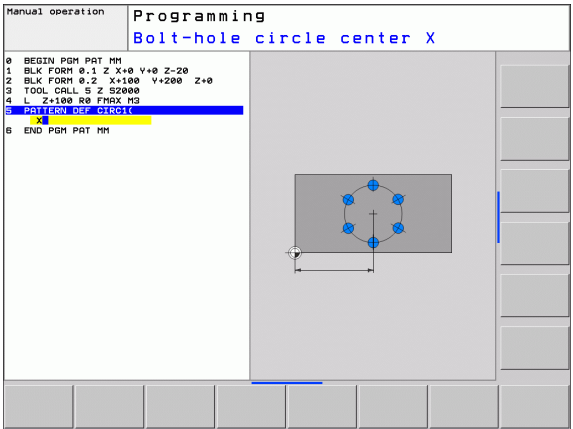 Manual operation
Programming
Bolt-hole circle center X
0 BEGIN PGM PAT MM
1 BLK FORM 0.1 Z X+0 Y+0 Z-20
2 BLK FORM 0.2 X+100 Y+200 Z+0
3 TOOL CALL 5 Z S2000
4 L Z+100 R0 FMAX M3
5 PATTERN DEF CIRC1(
X
6 END PGM PAT MM